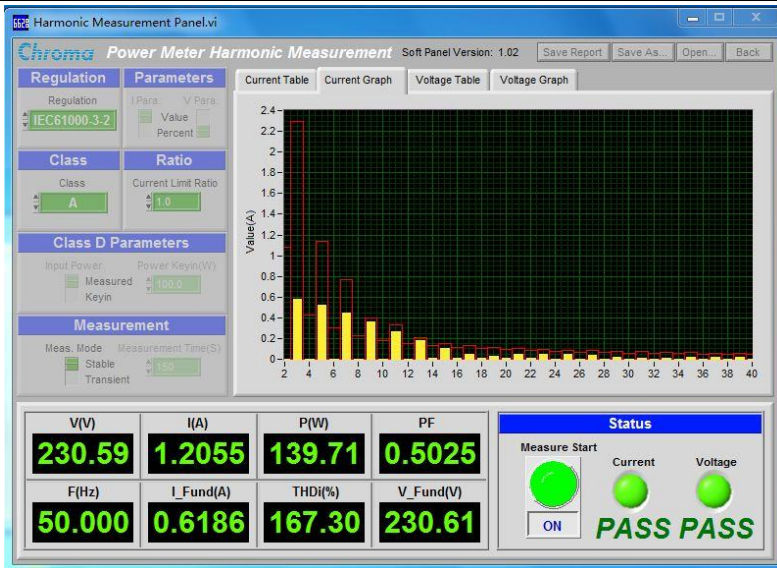 6628 Harmonic Measurement Panel.vi
Chroma Power Meter Harmonic Measurement Soft Panel Version: 1.02 Save Report Save As... Open... Back
Regulation Parameters
Regulation I Para. V Para.
IEC61000-3-2 Value
Percent
Class Ratio
Class Current Limit Ratio
A 1.0
Class D Parameters
Input Power Power Keyin(W)
Measured 100.0
Keyin
Measurement
Meas. Mode Measurement Time(S)
Stable 150
Transient
Current Table Current Graph Voltage Table Voltage Graph
Value(A)
2.4
2.2
2
1.8
1.6
1.4
1.2
1
0.8
0.6
0.4
0.2
0
2 4 6 8 10 12 14 16 18 20 22 24 26 28 30 32 34 36 38 40
V(V) I(A) P(W) PF
230.59 1.2055 139.71 0.5025
F(Hz) I_Fund(A) THDi(%) V_Fund(V)
50.000 0.6186 167.30 230.61
Status
Measure Start Current Voltage
ON PASS PASS